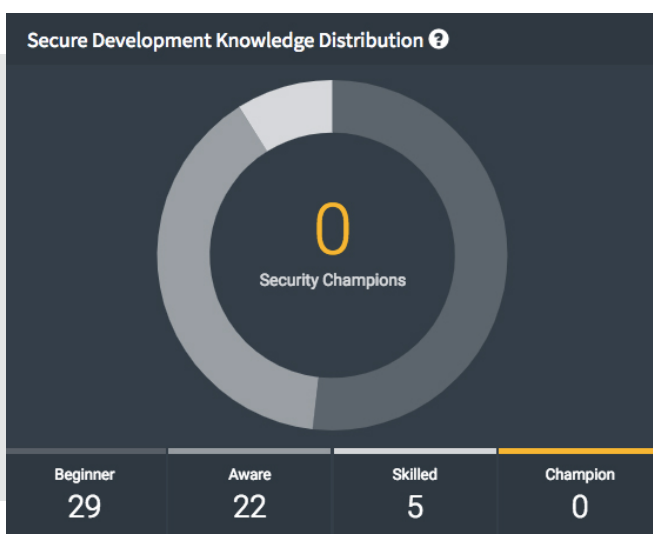 Secure Development Knowledge Distribution ?
0
Security Champions
Beginner Aware Skilled Champion
29 22 5 0